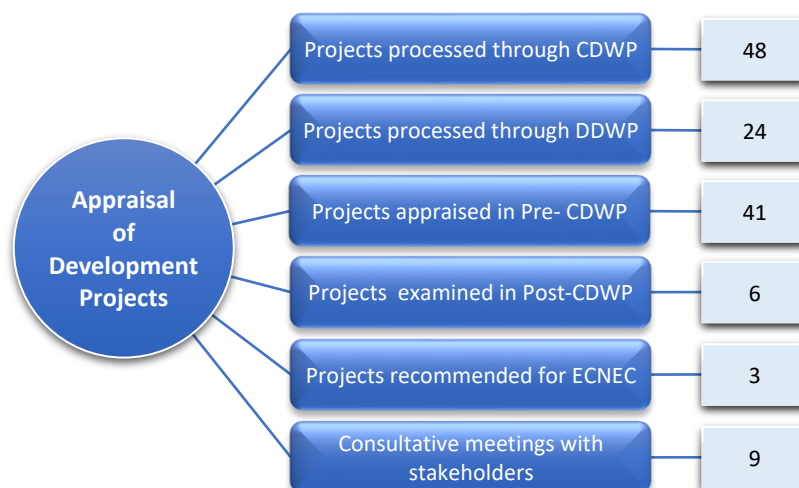 Appraisal
of
Development
Projects
Projects processed through CDWP
48
Projects processed through DDWP
24
Projects appraised in Pre- CDWP
41
Projects examined in Post-CDWP
6
Projects recommended for ECNEC
3
Consultative meetings with
stakeholders
9